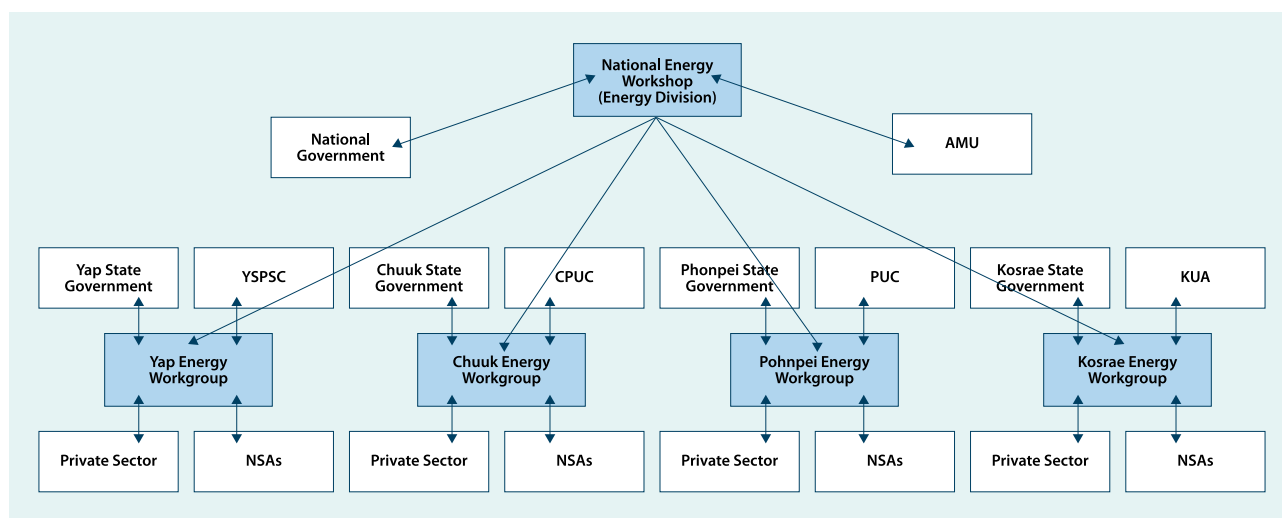 National Energy
Workshop
(Energy Division)
National
Government
AMU
Yap State
Government
YSPSC
Chuuk State
Government
CPUC
Phonpei State
Government
PUC
Kosrae State
Government
KUA
Yap Energy
Workgroup
Chuuk Energy
Workgroup
Pohnpei Energy
Workgroup
Kosrae Energy
Workgroup
Private Sector
NSAs
Private Sector
NSAs
Private Sector
NSAs
Private Sector
NSAs